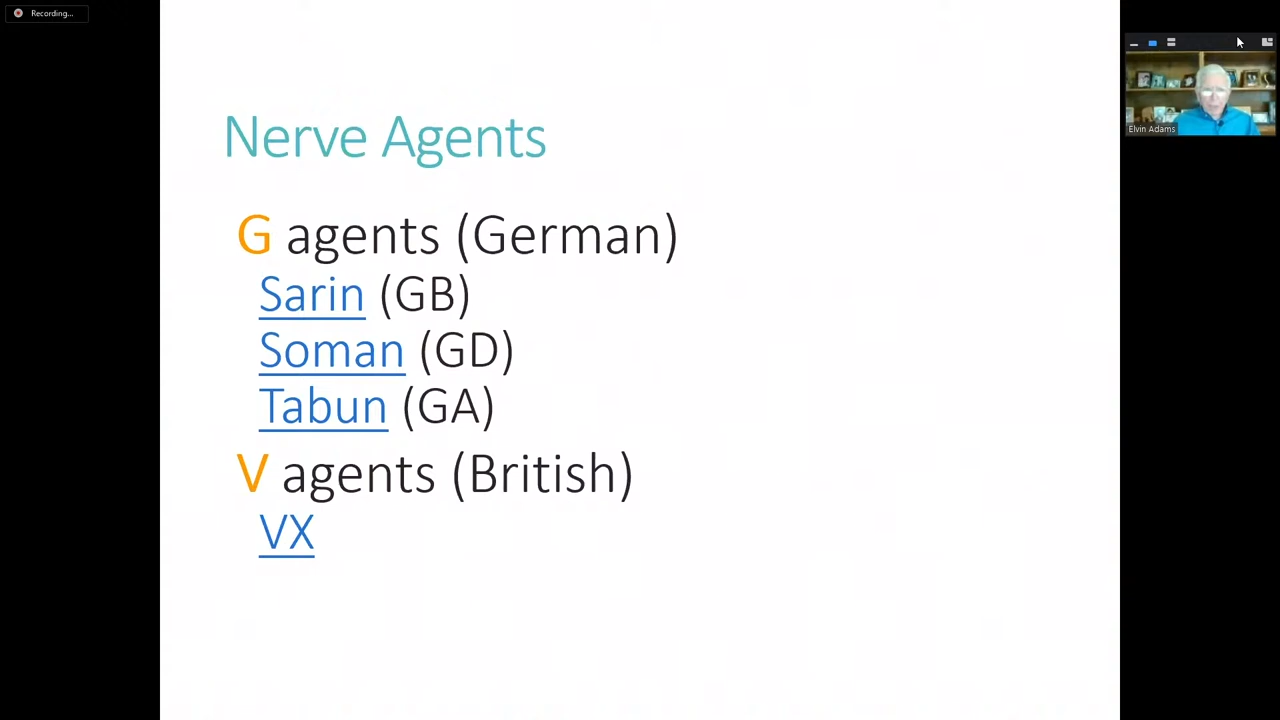 Recording...
Nerve Agents
G agents (German)
Sarin (GB)
Soman (GD)
Tabun (GA)
V agents (British)
VX
Elvin Adams